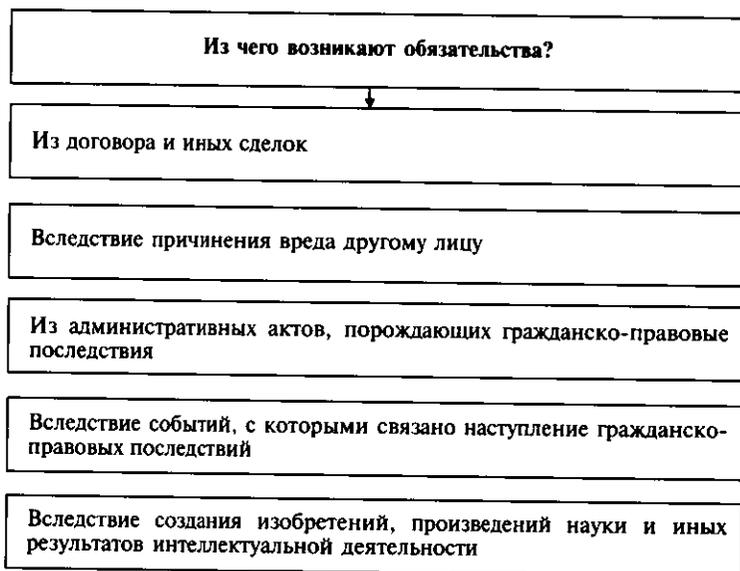 Из чего возникают обязательства?
Из договора и иных сделок
Вследствие причинения вреда другому лицу
Из административных актов, порождающих гражданско-правовые
последствия
Вследствие событий, с которыми связано наступление гражданско-
правовых последствий
Вследствие создания изобретений, произведений науки и иных
результатов интеллектуальной деятельности